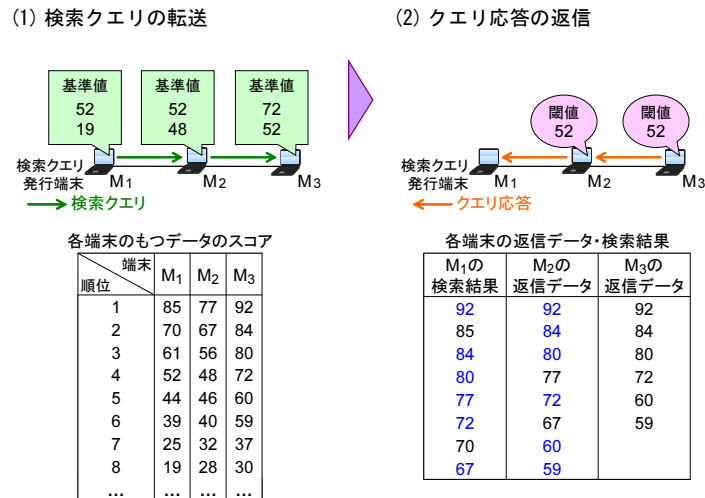 (1) 検索クエリの転送
(2) クエリ応答の返信
基準値
52
19
基準値
52
48
基準値
72
52
閾値
52
閾値
52
検索クエリ
発行端末
M1
M2
M3
検索クエリ
検索クエリ
発行端末
M1
M2
M3
クエリ応答
各端末のもつデータのスコア
端末
順位
M1 M2 M3
1 85 77 92
2 70 67 84
3 61 56 80
4 52 48 72
5 44 46 60
6 39 40 59
7 25 32 37
8 19 28 30
… … … …
各端末の返信データ・検索結果
M1の M2の M3の
検索結果 返信データ 返信データ
92 92 92
85 84 84
84 80 80
80 77 72
77 72 60
72 67 59
70 60
67 59